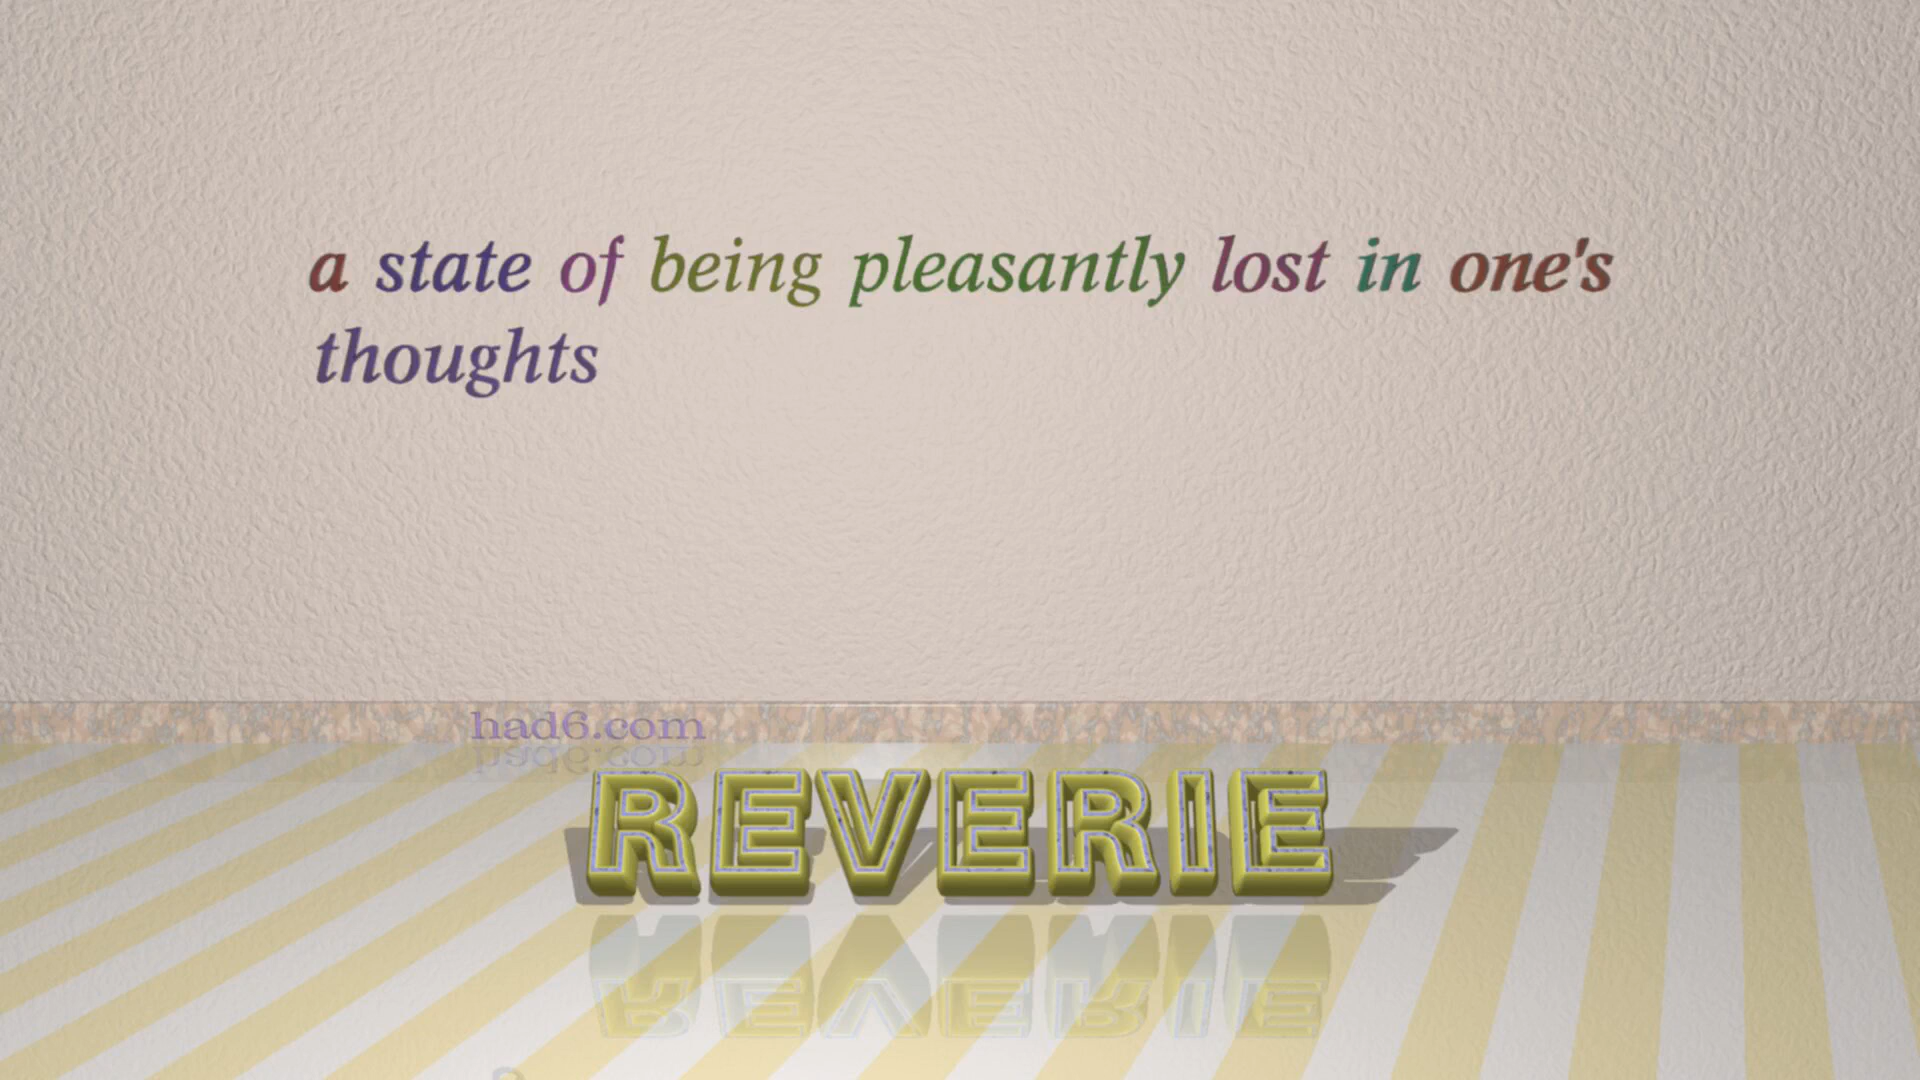 a state of being pleasantly lost in one's
thoughts
had6.com
REVERIE